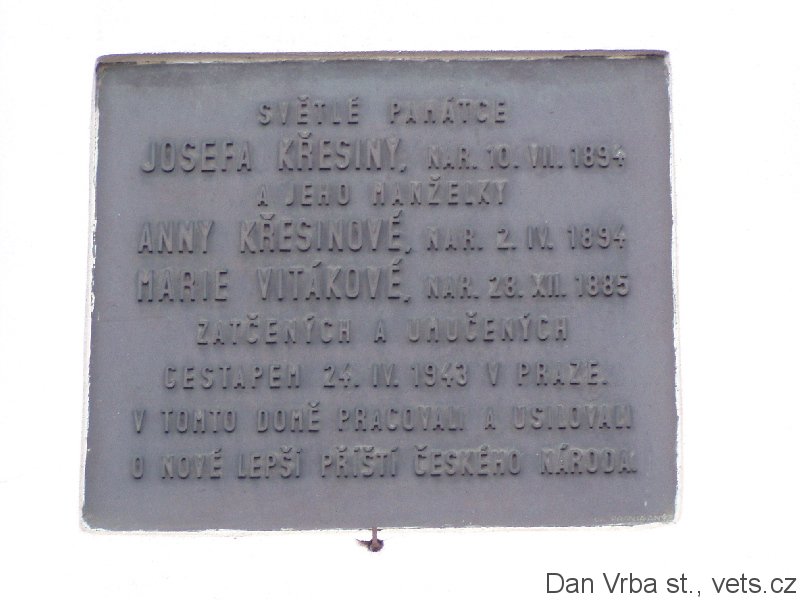 SVĚTLÉ PAMÁTCE
JOSEFA KŘESINY, NAR. 10. VII. 1894
A JEHO MANŽELKY
ANNY KŘESINOVÉ, NAR. 2. IV. 1894
MARIE VITÁKOVÉ, NAR. 28. XII. 1885
ZATČENÝCH A UMUČENÝCH
GESTAPEM 24. IV. 1943 V PRAZE.
V TOMTO DOMĚ PRACOVALI A USILOVALI
O NOVÉ LEPŠÍ PŘÍŠTÍ ČESKÉHO NÁRODA.
Dan Vrba st., vets.cz